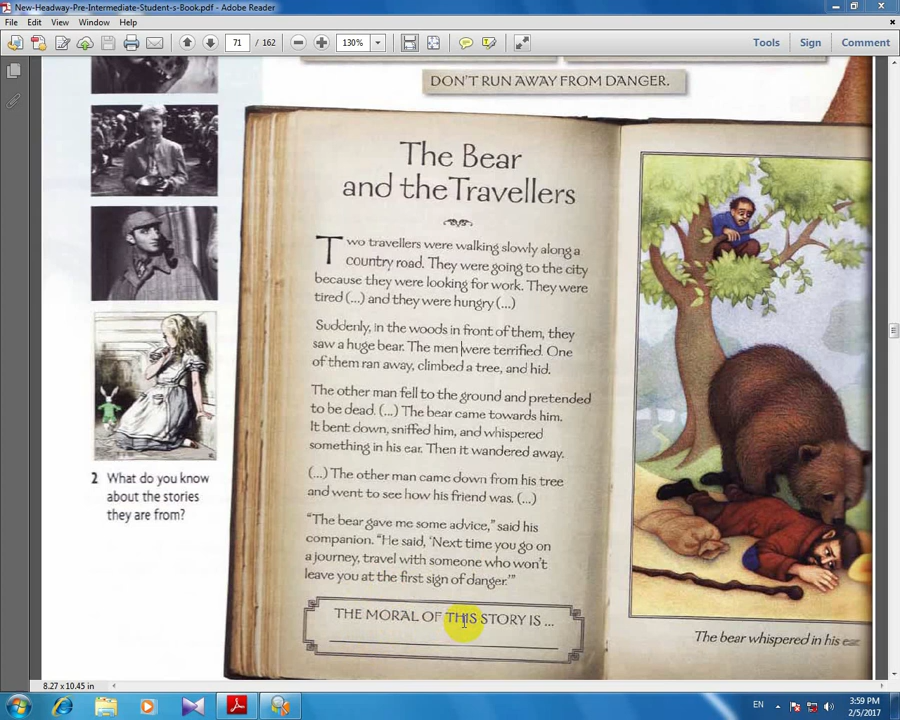 New-Headway-Pre-Intermediate-Student-s-Book.pdf - Adobe Reader
File Edit View Window Help
71 / 162 130% Tools Sign Comment
DON'T RUN AWAY FROM DANGER.
The Bear
and the Travellers
Two travellers were walking slowly along a
country road. They were going to the city
because they were looking for work. They were
tired (...) and they were hungry (...)
Suddenly, in the woods in front of them, they
saw a huge bear. The men were terrified. One
of them ran away, climbed a tree, and hid.
The other man fell to the ground and pretended
to be dead. (...) The bear came towards him.
It bent down, sniffed him, and whispered
something in his ear. Then it wandered away.
(...) The other man came down from his tree
and went to see how his friend was. (...)
"The bear gave me some advice," said his
companion. "He said, 'Next time you go on
a journey, travel with someone who won't
leave you at the first sign of danger.'"
THE MORAL OF THIS STORY IS ...
The bear whispered in his
2 What do you know
about the stories
they are from?
8.27 x 10.45 in
EN
3:59 PM
2/5/2017